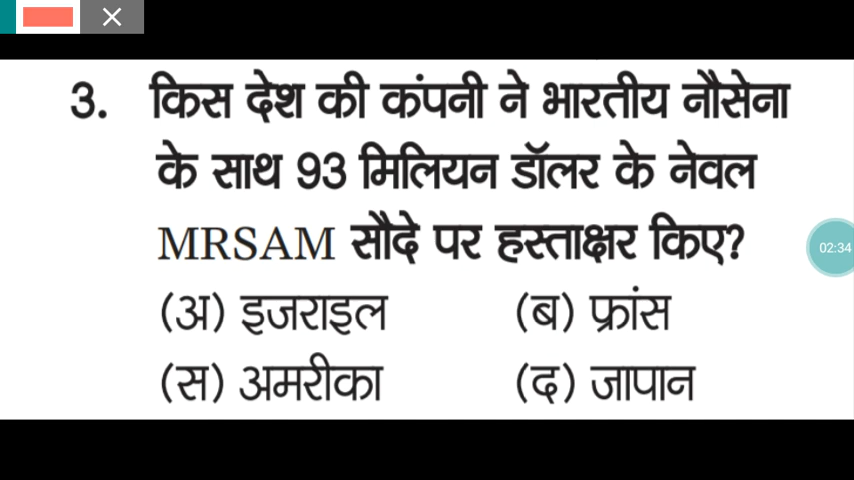 3. किस देश की कंपनी ने भारतीय नौसेना
के साथ 93 मिलियन डॉलर के नेवल
MRSAM सौदे पर हस्ताक्षर किए?
(अ) इजराइल (ब) फ्रांस
(स) अमरीका (द) जापान
02:34